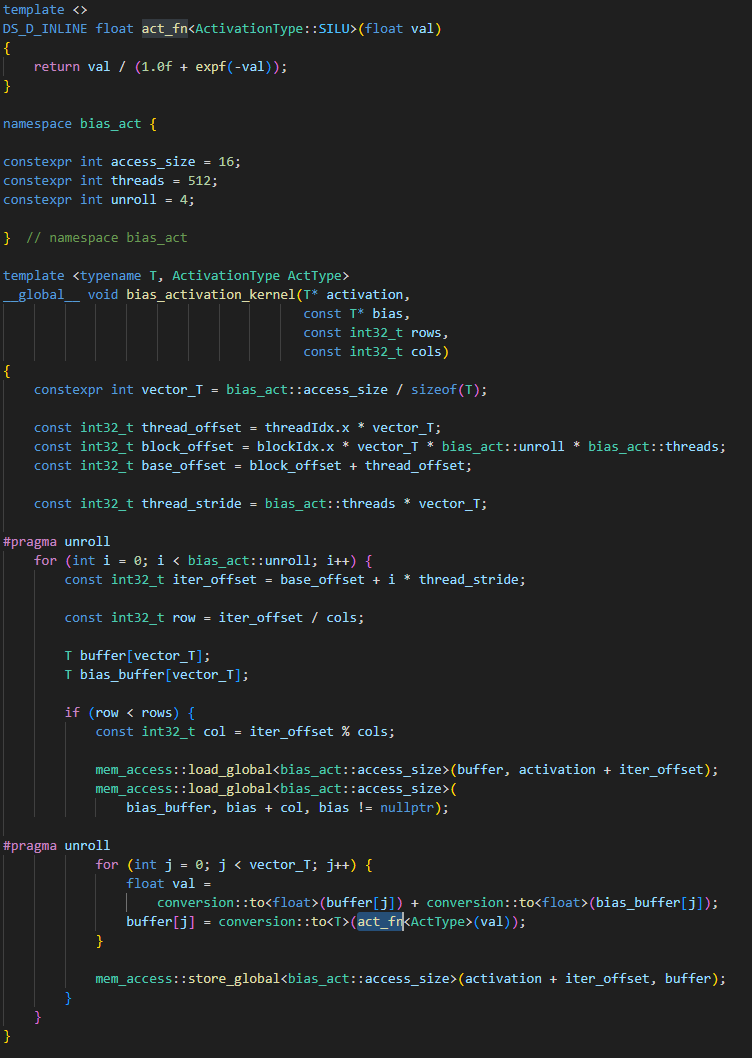 template <>
DS_D_INLINE float act_fn<ActivationType::SILU>(float val)
{
    return val / (1.0f + expf(-val));
}

namespace bias_act {

constexpr int access_size = 16;
constexpr int threads = 512;
constexpr int unroll = 4;

}  // namespace bias_act

template <typename T, ActivationType ActType>
__global__ void bias_activation_kernel(T* activation,
                                       const T* bias,
                                       const int32_t rows,
                                       const int32_t cols)
{
    constexpr int vector_T = bias_act::access_size / sizeof(T);

    const int32_t thread_offset = threadIdx.x * vector_T;
    const int32_t block_offset = blockIdx.x * vector_T * bias_act::unroll * bias_act::threads;
    const int32_t base_offset = block_offset + thread_offset;

    const int32_t thread_stride = bias_act::threads * vector_T;

#pragma unroll
    for (int i = 0; i < bias_act::unroll; i++) {
        const int32_t iter_offset = base_offset + i * thread_stride;

        const int32_t row = iter_offset / cols;

        T buffer[vector_T];
        T bias_buffer[vector_T];

        if (row < rows) {
            const int32_t col = iter_offset % cols;

            mem_access::load_global<bias_act::access_size>(buffer, activation + iter_offset);
            mem_access::load_global<bias_act::access_size>(
                bias_buffer, bias + col, bias != nullptr);

#pragma unroll
            for (int j = 0; j < vector_T; j++) {
                float val =
                    conversion::to<float>(buffer[j]) + conversion::to<float>(bias_buffer[j]);
                buffer[j] = conversion::to<T>(act_fn<ActType>(val));
            }

            mem_access::store_global<bias_act::access_size>(activation + iter_offset, buffer);
        }
    }
}